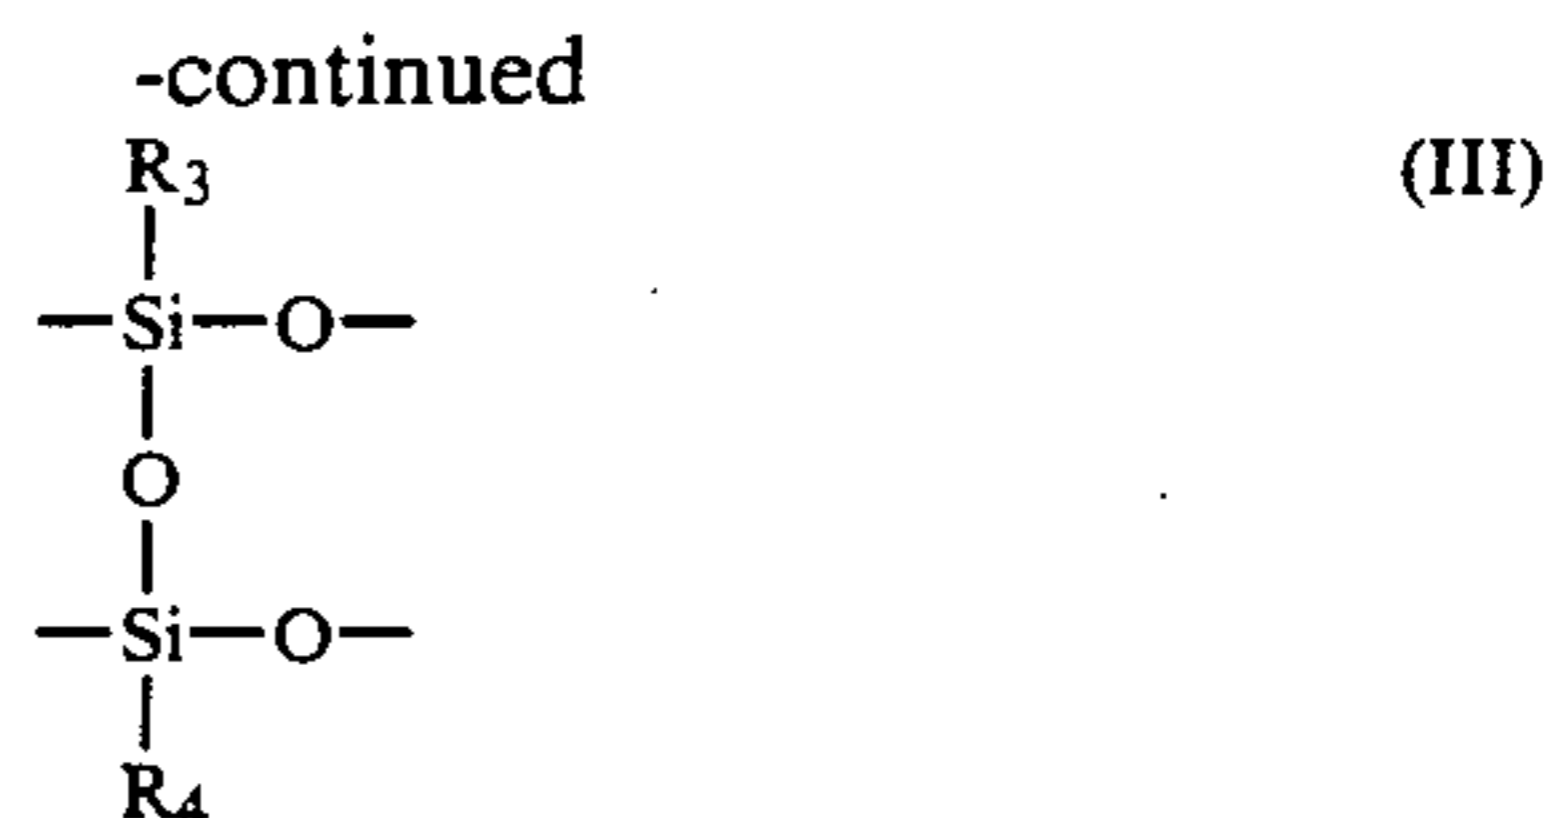 -continued
R3 (III)
—Si—O—
O
—Si—O—
R4